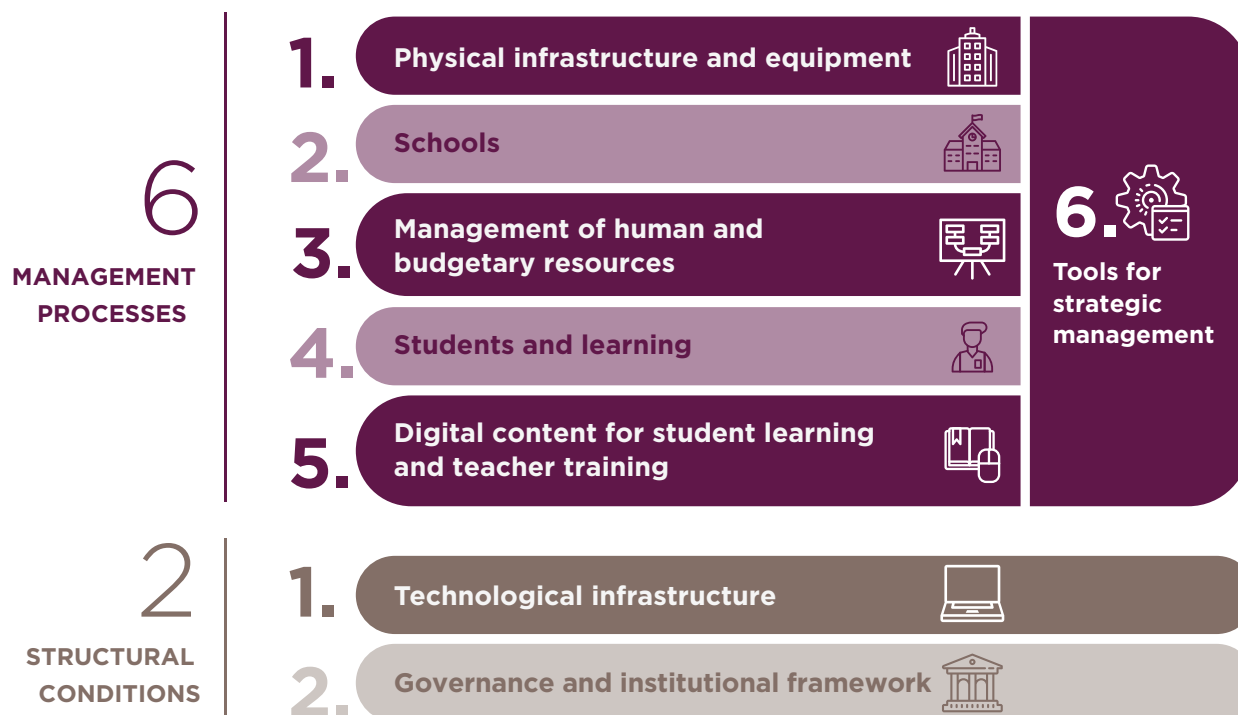 6
MANAGEMENT
PROCESSES
1.
Physical infrastructure and equipment
2.
Schools
3.
Management of human and
budgetary resources
4.
Students and learning
5.
Digital content for student learning
and teacher training
6.
Tools for
strategic
management
2
STRUCTURAL
CONDITIONS
1.
Technological infrastructure
2.
Governance and institutional framework